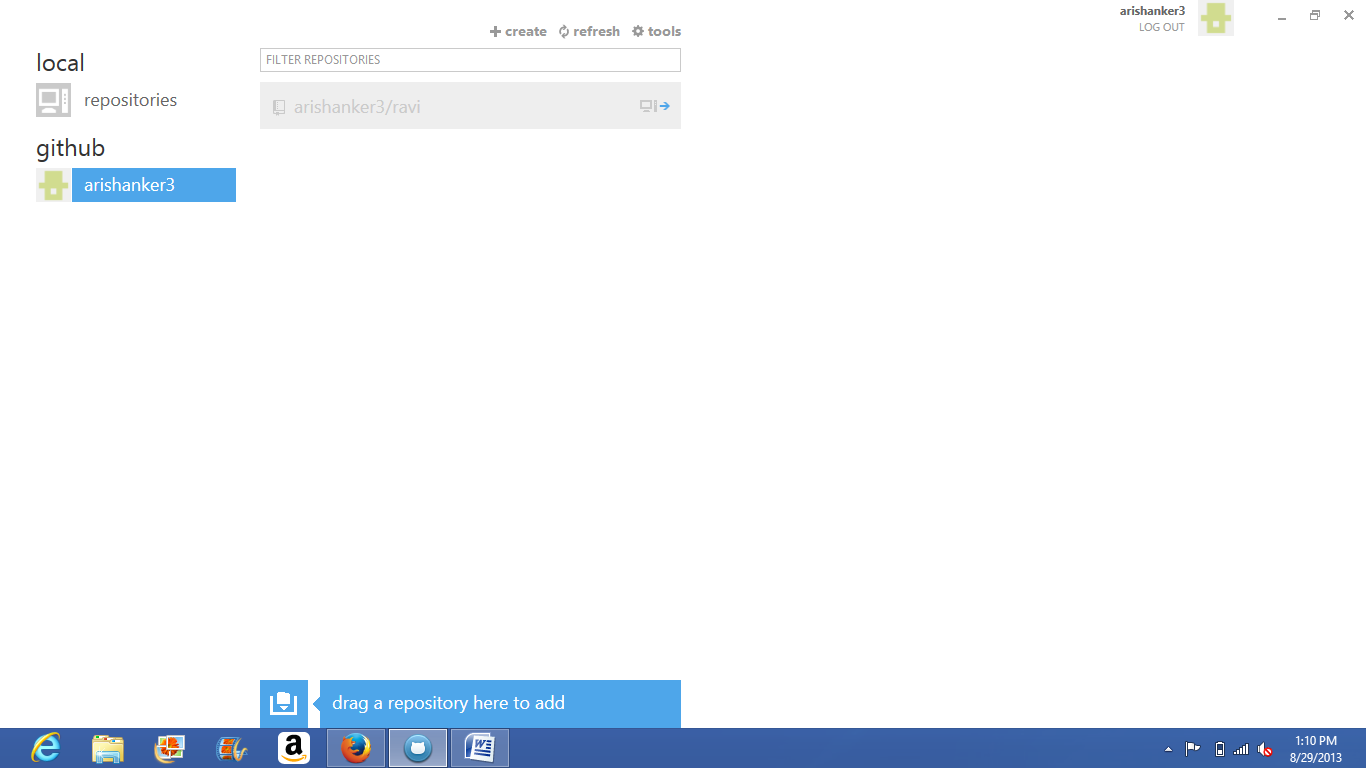 arishanker3
LOG OUT
create refresh tools
local
FILTER REPOSITORIES
repositories
arishanker3/ravi
github
arishanker3
drag a repository here to add
1:10 PM
8/29/2013